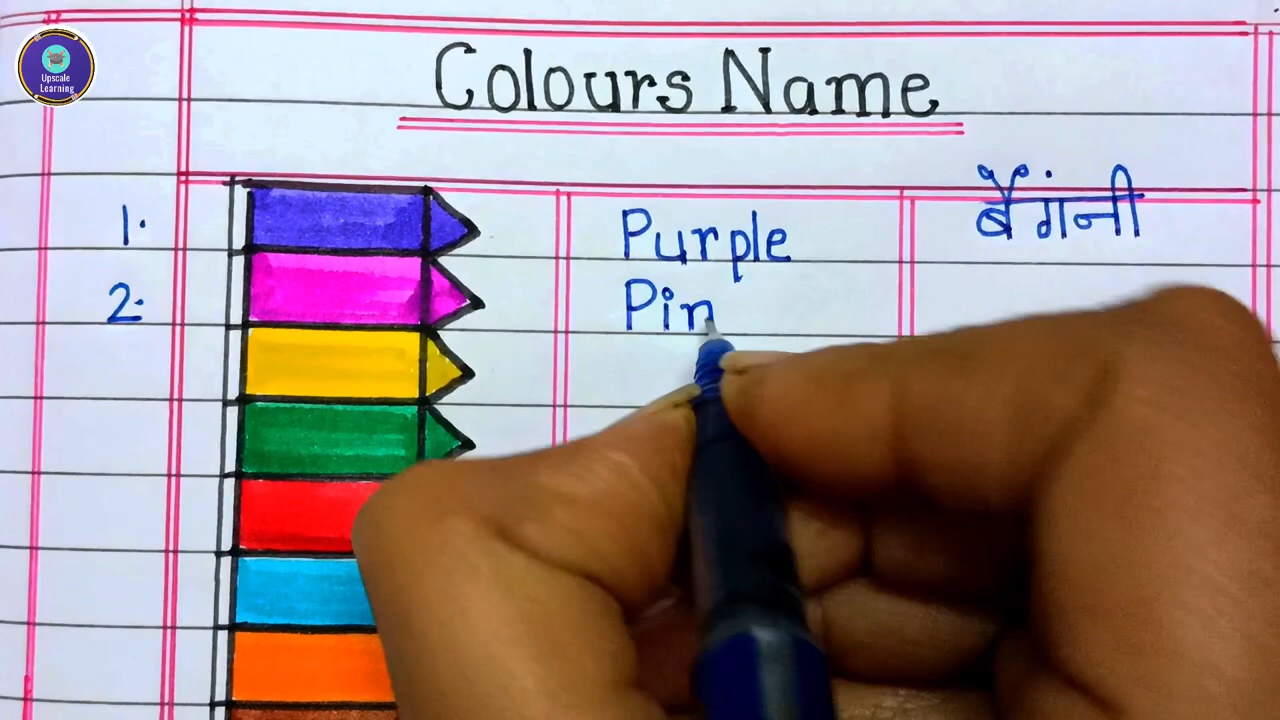 Upscale
Learning
Colours Name
1. Purple बैंगनी
2. Pin